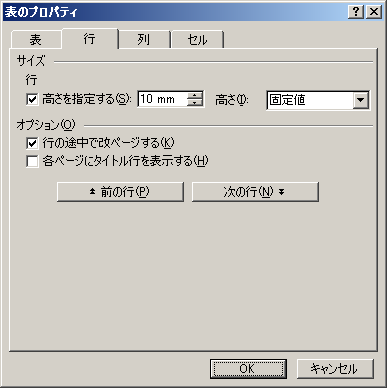 表のプロパティ
表 行 列 セル
サイズ
行
高さを指定する(S): 10 mm 高さ(I): 固定値
オプション(O)
行の途中で改ページする(K)
各ページにタイトル行を表示する(H)
前の行(P) 次の行(N)
OK キャンセル